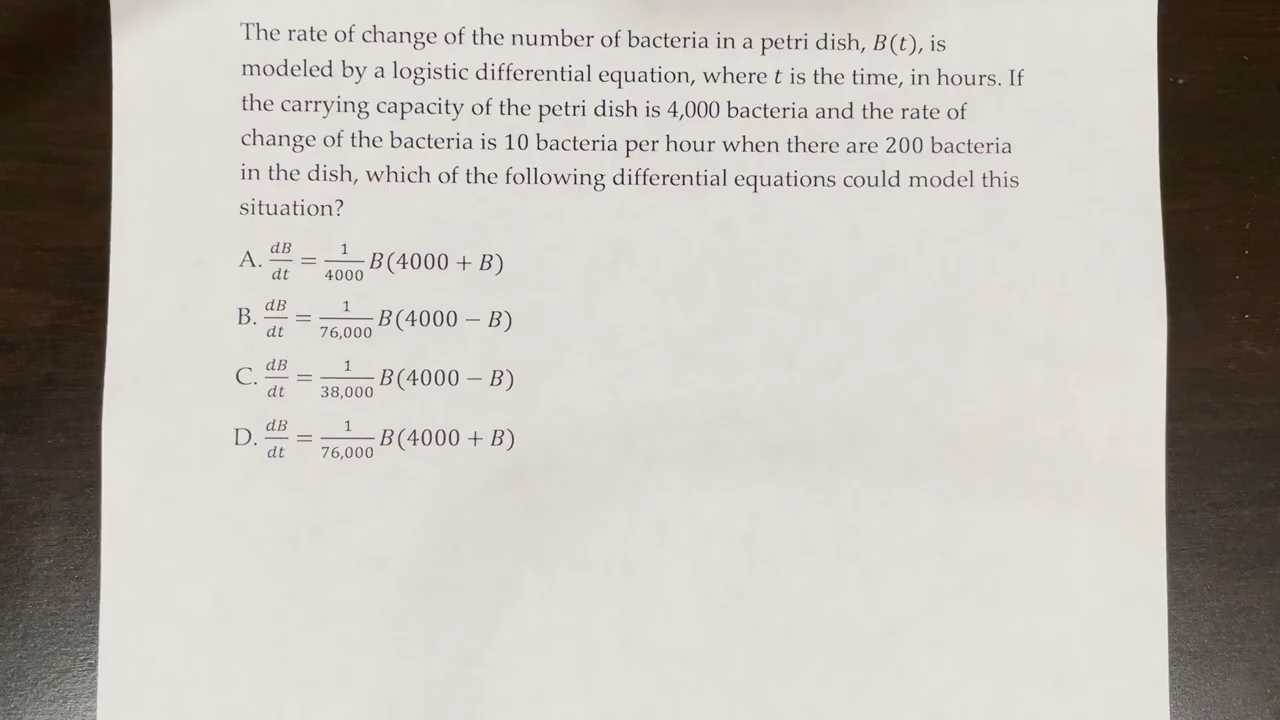 The rate of change of the number of bacteria in a petri dish, B(t), is
modeled by a logistic differential equation, where t is the time, in hours. If
the carrying capacity of the petri dish is 4,000 bacteria and the rate of
change of the bacteria is 10 bacteria per hour when there are 200 bacteria
in the dish, which of the following differential equations could model this
situation?
A. dB/dt = 1/4000 B(4000 + B)
B. dB/dt = 1/76,000 B(4000 − B)
C. dB/dt = 1/38,000 B(4000 − B)
D. dB/dt = 1/76,000 B(4000 + B)